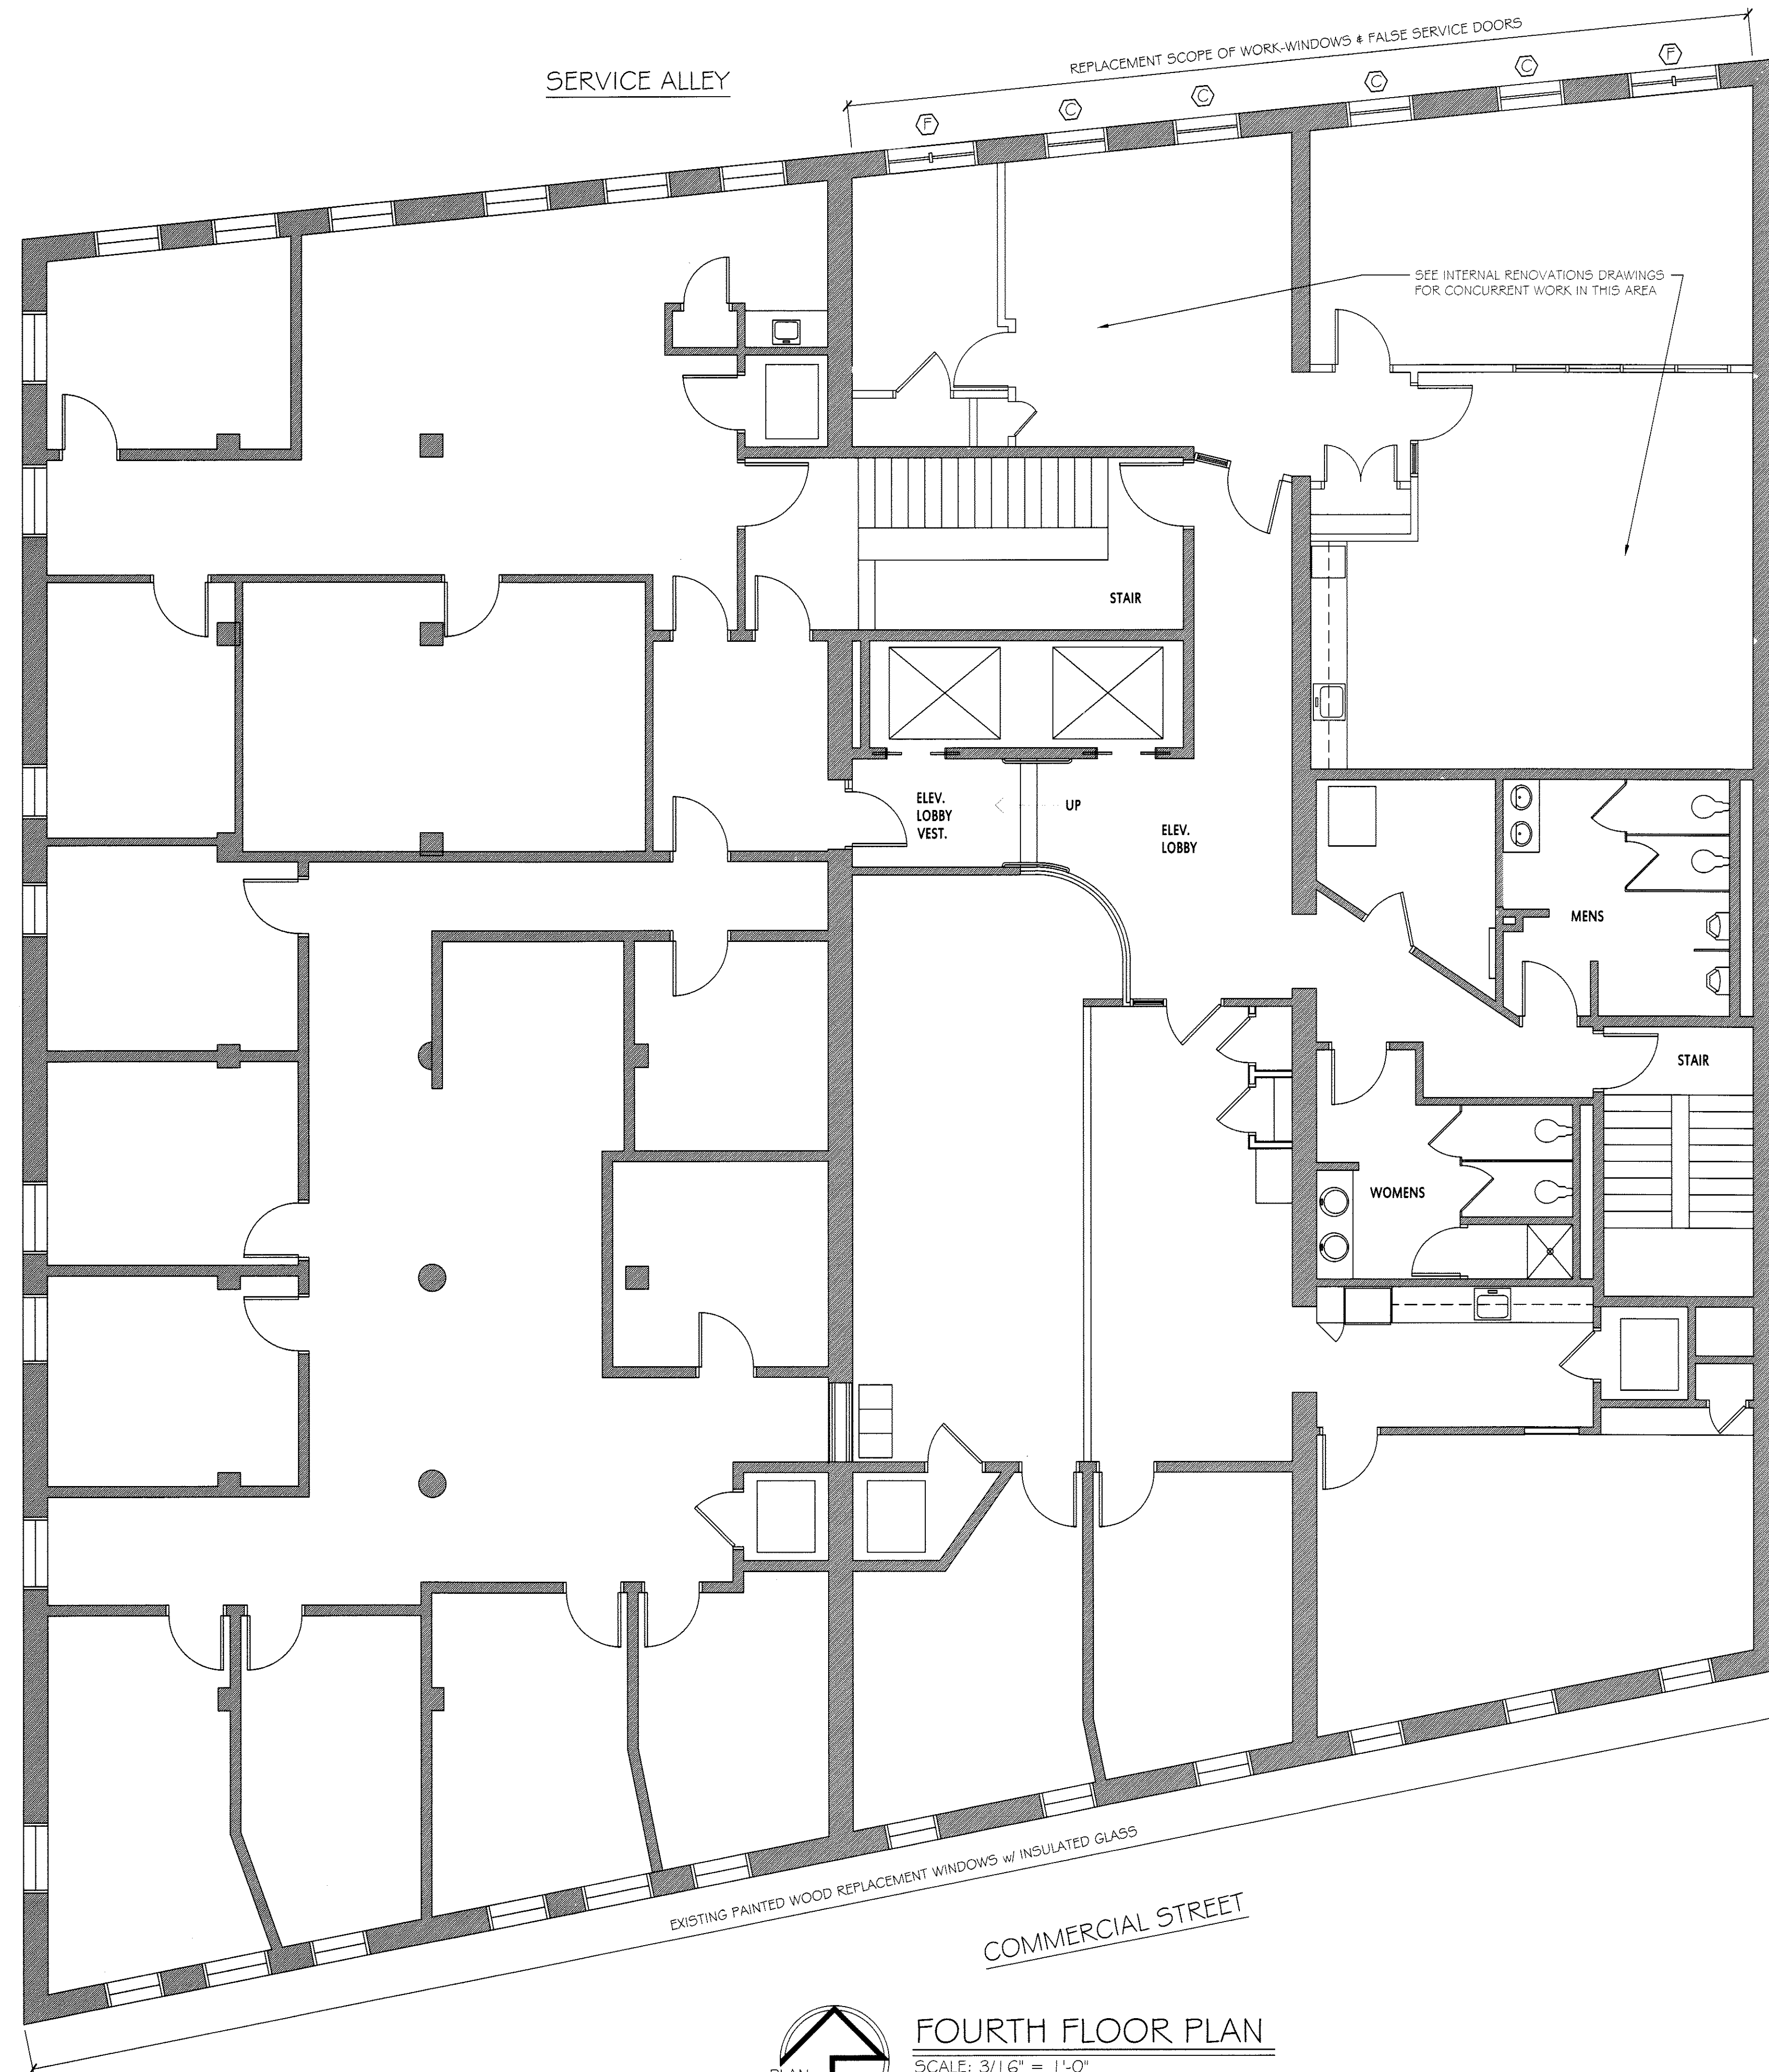 REPLACEMENT SCOPE OF WORK-WINDOWS & FALSE SERVICE DOORS
SERVICE ALLEY
F
C
C
C
C
F
SEE INTERNAL RENOVATIONS DRAWINGS
FOR CONCURRENT WORK IN THIS AREA
STAIR
ELEV.
LOBBY
VEST.
UP
ELEV.
LOBBY
MENS
STAIR
WOMENS
EXISTING PAINTED WOOD REPLACEMENT WINDOWS w/ INSULATED GLASS
COMMERCIAL STREET
FOURTH FLOOR PLAN
SCALE: 3/16" = 1'-0"
PLAN